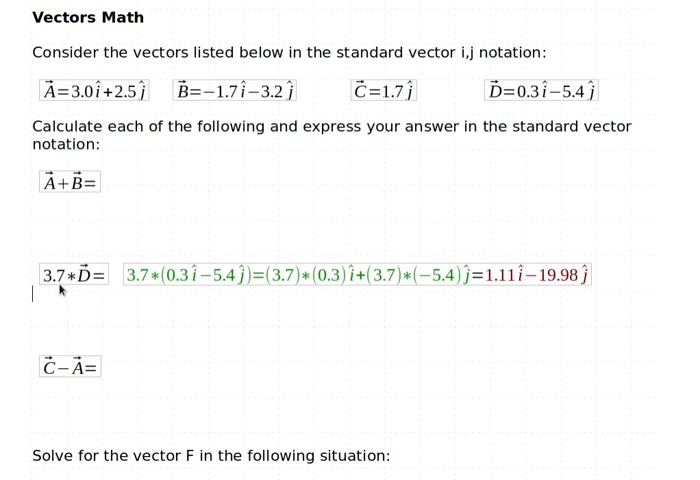 Vectors Math
Consider the vectors listed below in the standard vector i,j notation:
A⃗=3.0î+2.5ĵ B⃗=−1.7î−3.2ĵ C⃗=1.7ĵ D⃗=0.3î−5.4ĵ
Calculate each of the following and express your answer in the standard vector
notation:
A⃗+B⃗=
3.7∗D⃗= 3.7∗(0.3î−5.4ĵ)=(3.7)∗(0.3)î+(3.7)∗(−5.4)ĵ=1.11î−19.98ĵ
C⃗−A⃗=
Solve for the vector F in the following situation: